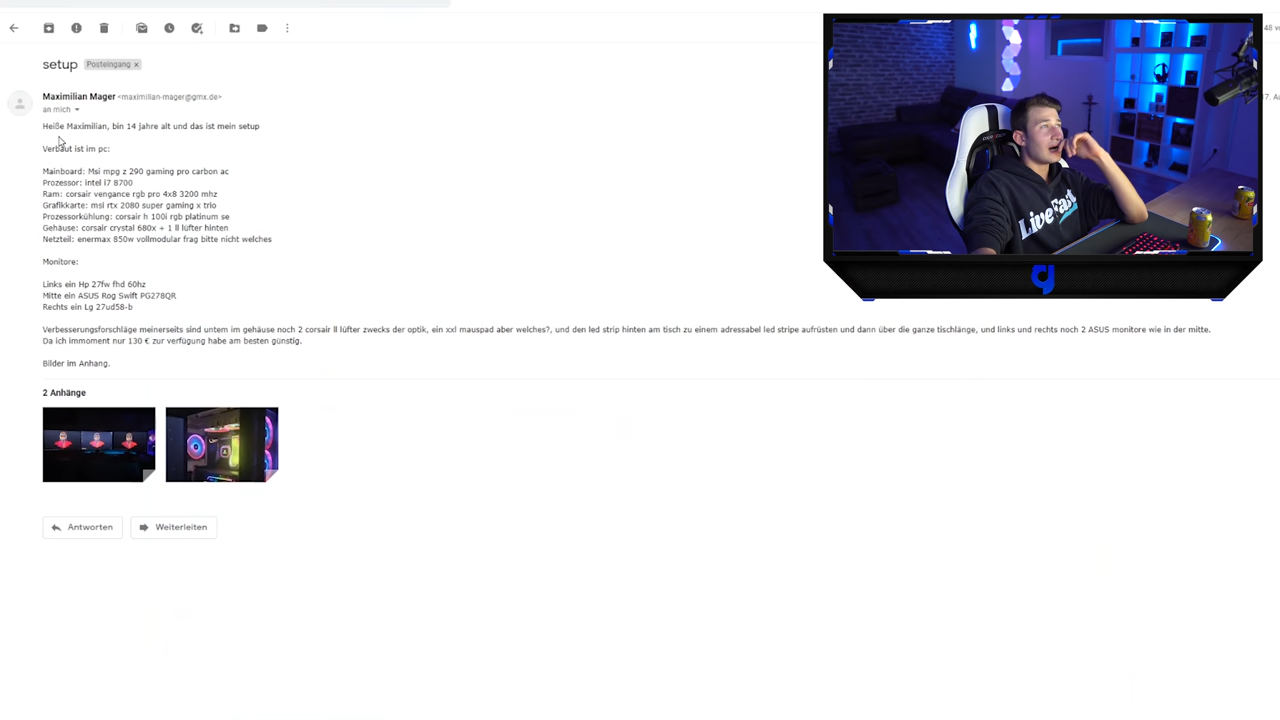 48 v
setup Posteingang ×
Maximilian Mager <maximilian-mager@gmx.de>
17. Au
an mich
Heiße Maximilian, bin 14 jahre alt und das ist mein setup
Verbaut ist im pc:
Mainboard: Msi mpg z 290 gaming pro carbon ac
Prozessor: intel i7 8700
Ram: corsair vengance rgb pro 4x8 3200 mhz
Grafikkarte: msi rtx 2080 super gaming x trio
Prozessorkühlung: corsair h 100i rgb platinum se
Gehäuse: corsair crystal 680x + 1 ll lüfter hinten
Netzteil: enermax 850w vollmodular frag bitte nicht welches
Monitore:
Links ein Hp 27fw fhd 60hz
Mitte ein ASUS Rog Swift PG278QR
Rechts ein Lg 27ud58-b
Verbesserungsforschläge meinerseits sind untem im gehäuse noch 2 corsair ll lüfter zwecks der optik, ein xxl mauspad aber welches?, und den led strip hinten am tisch zu einem adressabel led stripe aufrüsten und dann über die ganze tischlänge, und links und rechts noch 2 ASUS monitore wie in der mitte.
Da ich immoment nur 130 € zur verfügung habe am besten günstig.
Bilder im Anhang.
2 Anhänge
Antworten
Weiterleiten
Live Fast